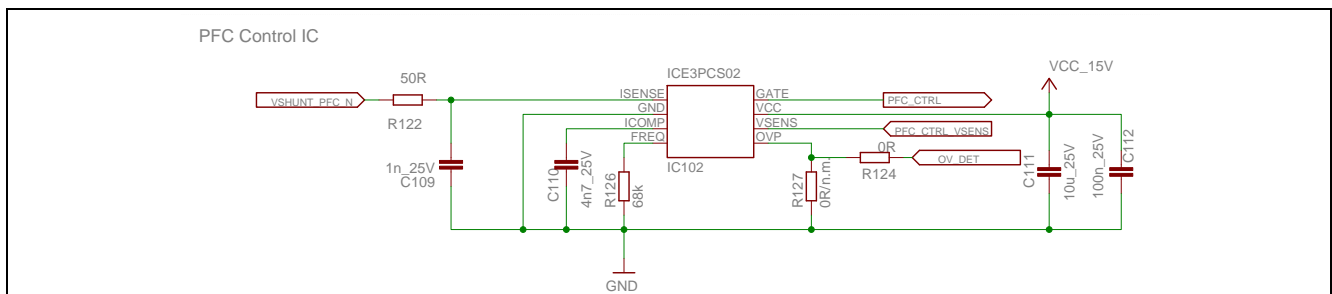 PFC Control IC
VCC_15V
ICE3PCS02
50R
VSHUNT_PFC_N
R122
ISENSE
GND
ICOMP
FREQ
GATE
VCC
VSENS
OVP
IC102
PFC_CTRL
PFC_CTRL_VSENS
0R
R124
OV_DET
1n_25V
C109
C110
4n7_25V
R126
68k
R127
0R/n.m.
C111
10u_25V
100n_25V
C112
GND